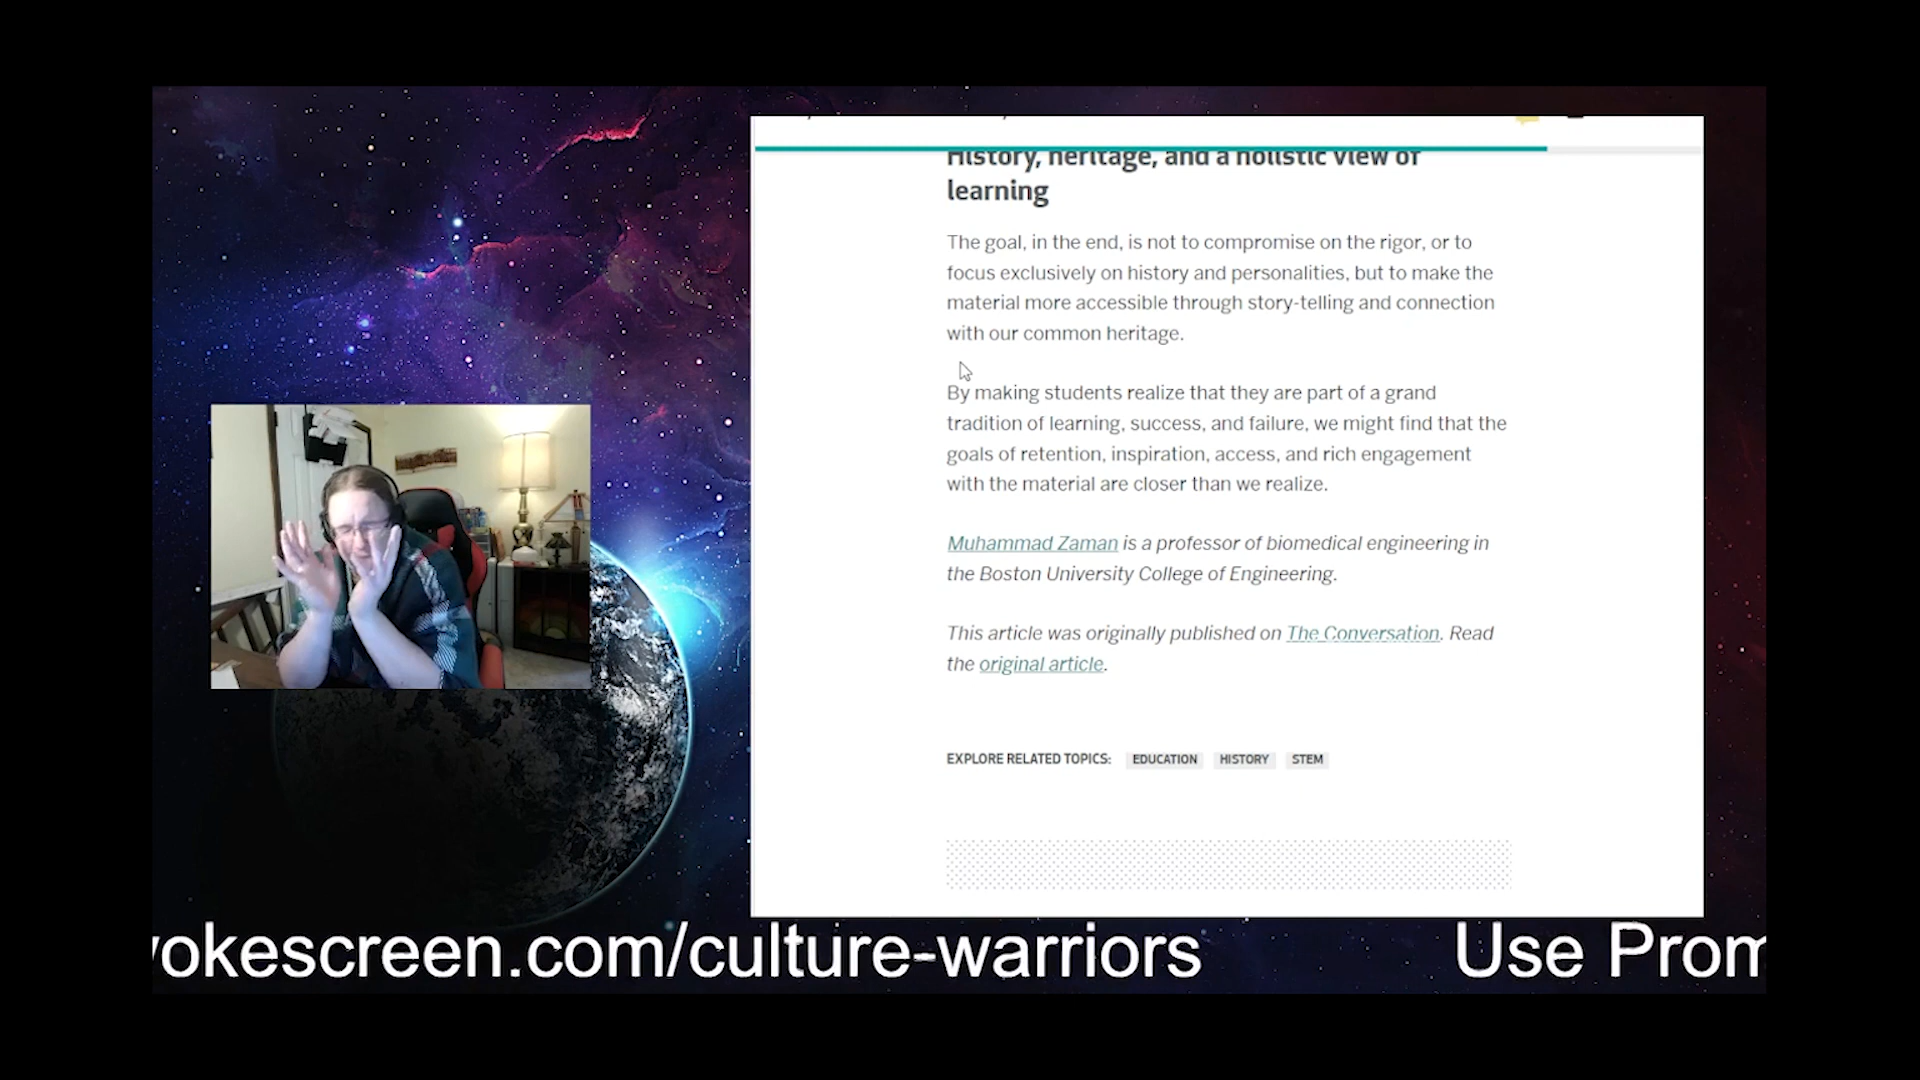 History, heritage, and a holistic view of
learning
The goal, in the end, is not to compromise on the rigor, or to
focus exclusively on history and personalities, but to make the
material more accessible through story-telling and connection
with our common heritage.
By making students realize that they are part of a grand
tradition of learning, success, and failure, we might find that the
goals of retention, inspiration, access, and rich engagement
with the material are closer than we realize.
Muhammad Zaman is a professor of biomedical engineering in
the Boston University College of Engineering.
This article was originally published on The Conversation. Read
the original article.
EXPLORE RELATED TOPICS: EDUCATION HISTORY STEM
okescreen.com/culture-warriors Use Prom